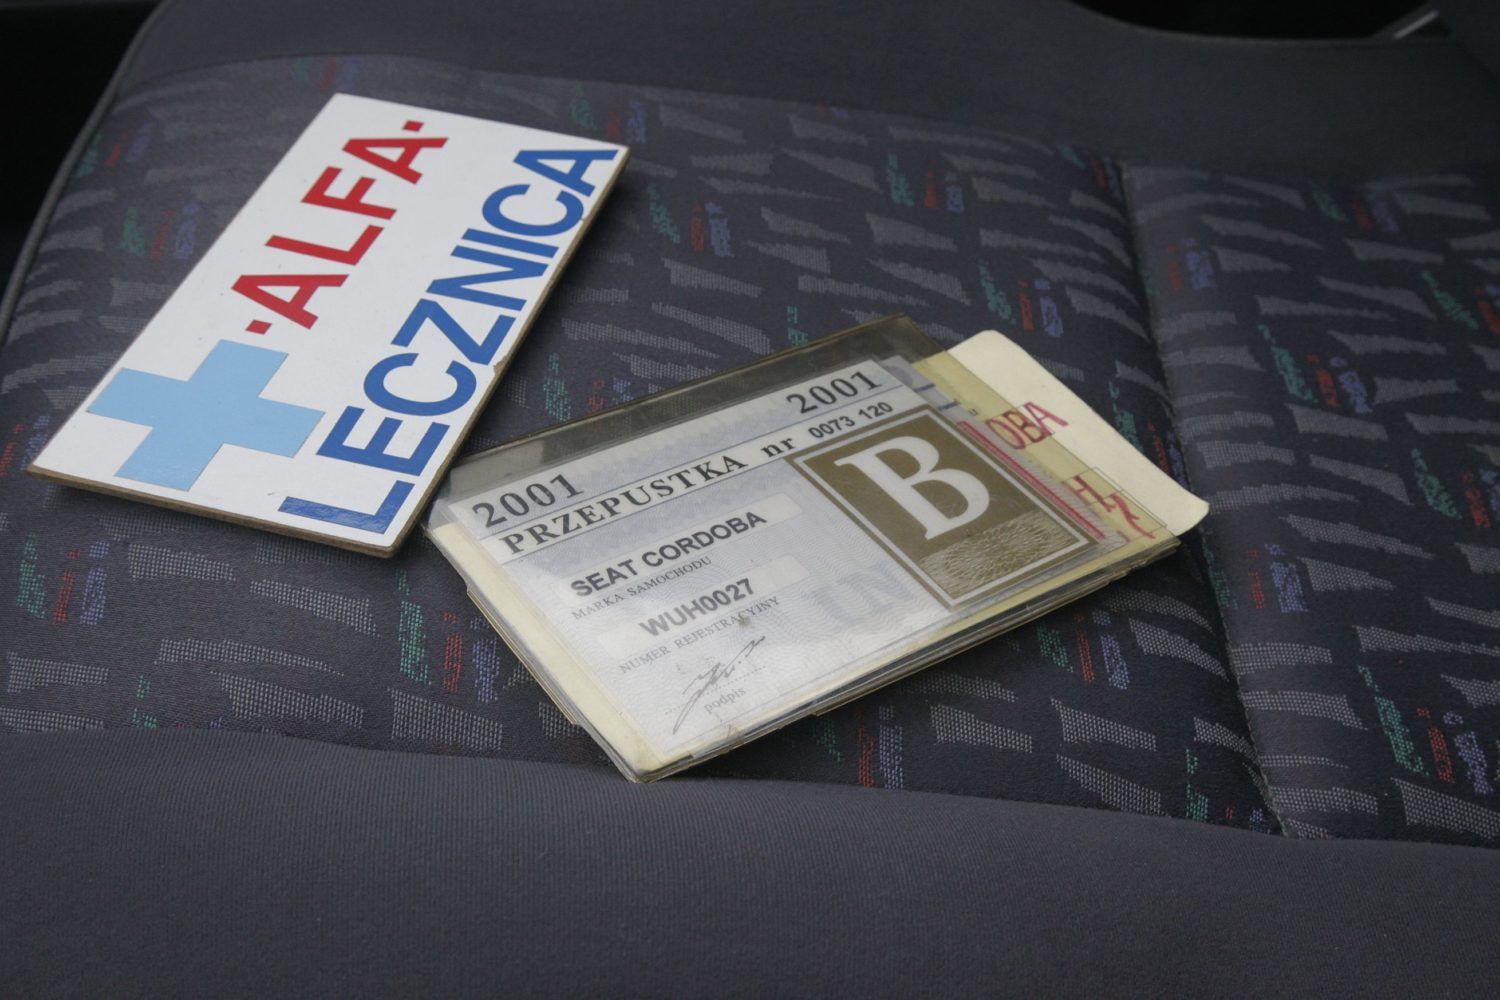 ·ALFA·
LECZNICA
2001 2001
PRZEPUSTKA nr 0073 120
B
SEAT CORDOBA
MARKA SAMOCHODU
WUH0027
NUMER REJESTRACYJNY
podpis